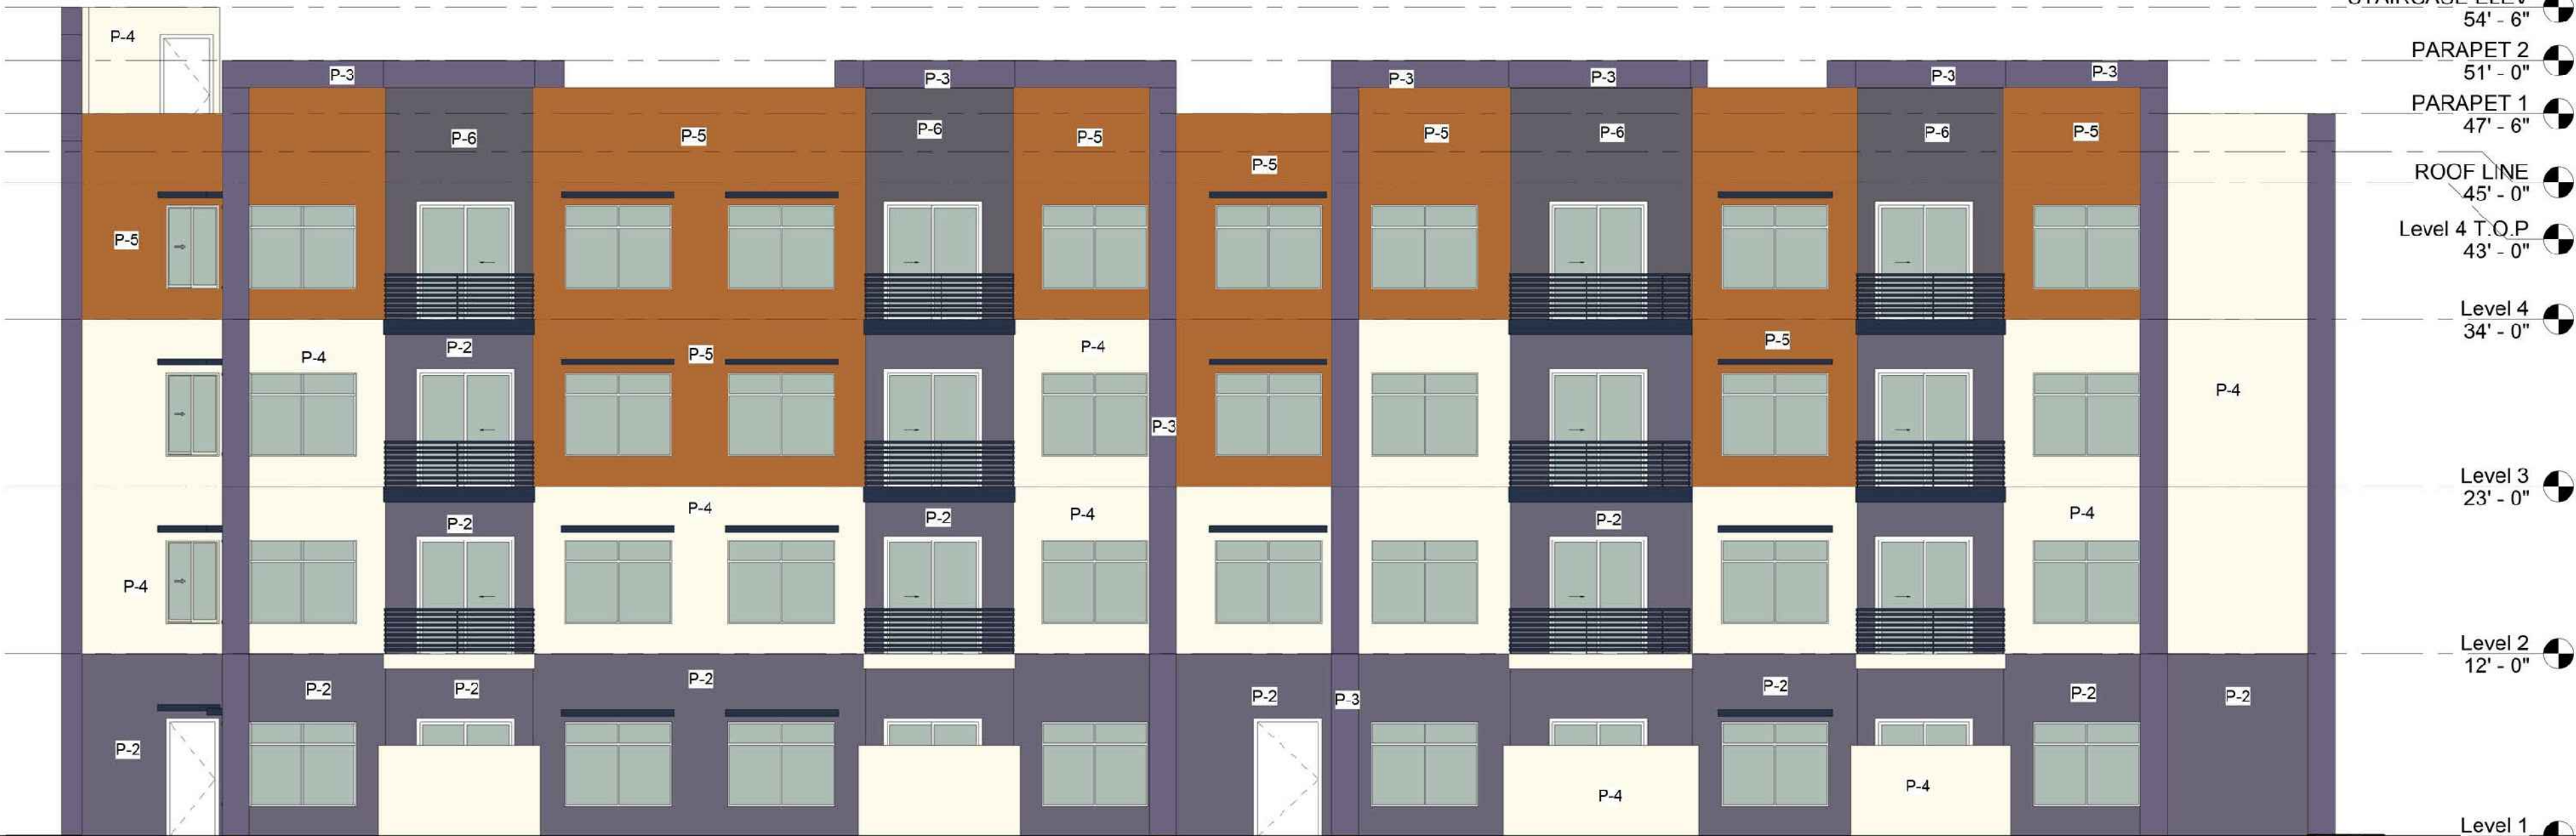 STAIRCASE ELEV
54' - 6"
P-4
PARAPET 2
51' - 0"
P-3
P-3
P-3
P-3
P-3
P-3
PARAPET 1
47' - 6"
P-6
P-5
P-6
P-5
P-5
P-5
P-6
P-6
P-5
ROOF LINE
45' - 0"
Level 4 T.O.P
43' - 0"
P-5
Level 4
34' - 0"
P-4
P-2
P-5
P-4
P-5
P-4
P-3
Level 3
23' - 0"
P-2
P-4
P-2
P-4
P-2
P-4
P-4
Level 2
12' - 0"
P-2
P-2
P-2
P-2
P-3
P-2
P-2
P-2
P-2
P-4
P-4
Level 1